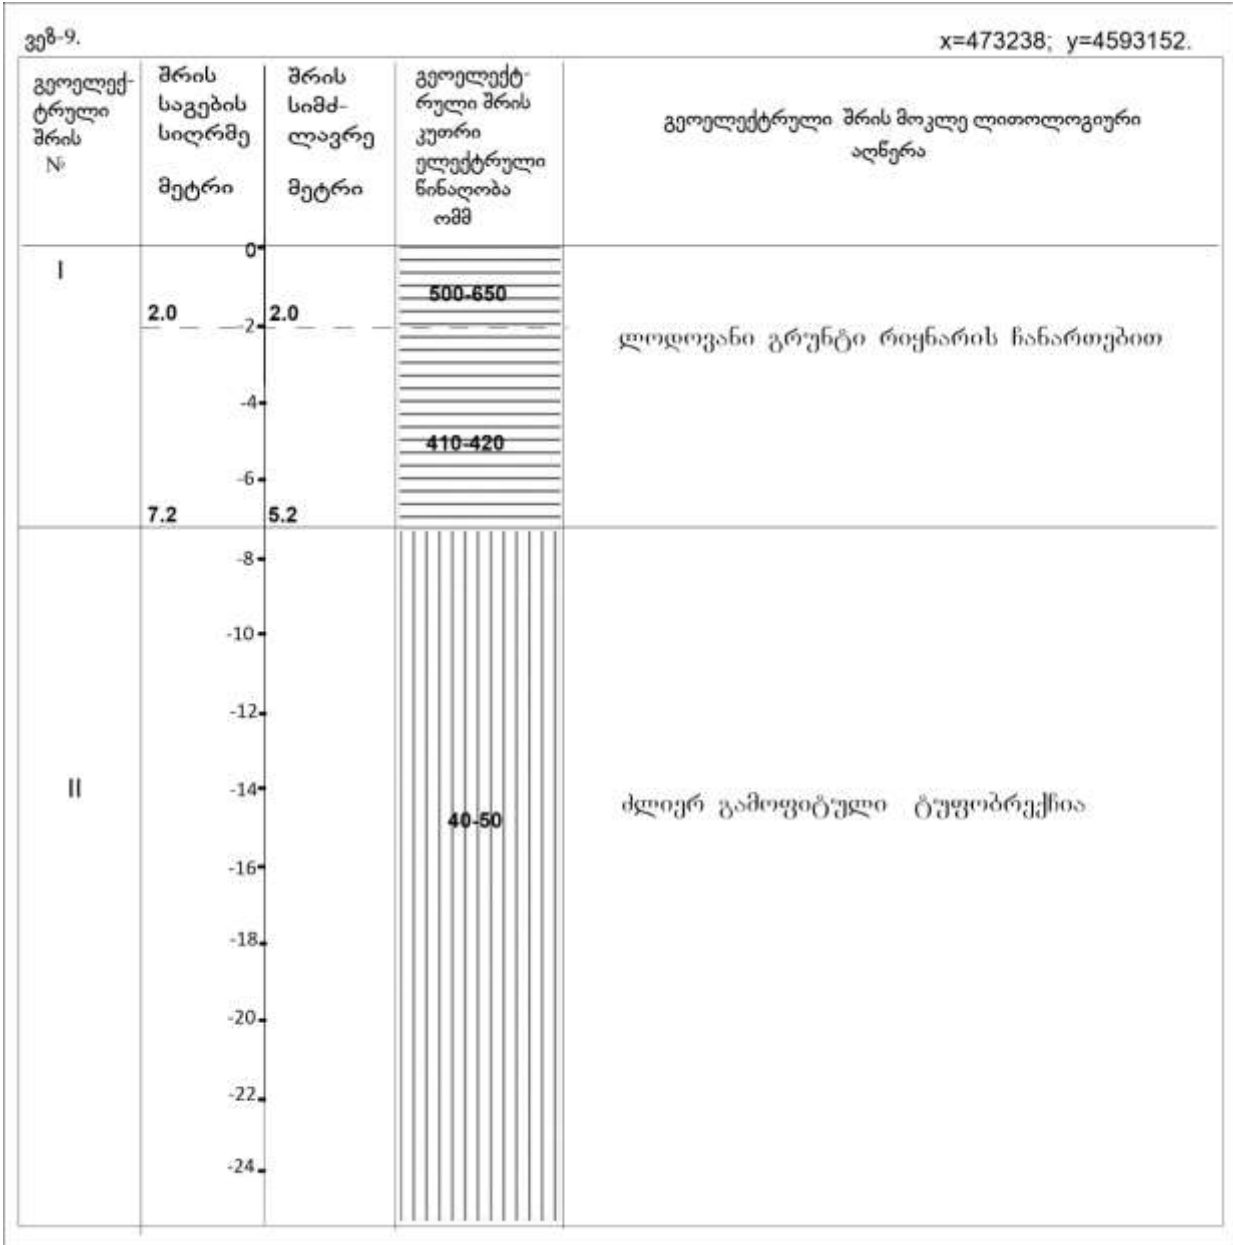 ვეზ-9.
x=473238; y=4593152.
გეოელექ-
ტრული
შრის
№
შრის
საგების
სიღრმე
მეტრი
შრის
სიმძ-
ლავრე
მეტრი
გეოელექტ-
რული შრის
კუთრი
ელექტრული
წინაღობა
ომმ
გეოელექტრული შრის მოკლე ლითოლოგიური
აღწერა
0
I
500-650
2.0
-2
2.0
ლოდოვანი გრუნტი რიყნარის ჩანართებით
-4
410-420
-6
7.2
5.2
-8
-10
-12
II
-14
40-50
ძლიერ გამოფიტული ტუფობრექჩია
-16
-18
-20
-22
-24